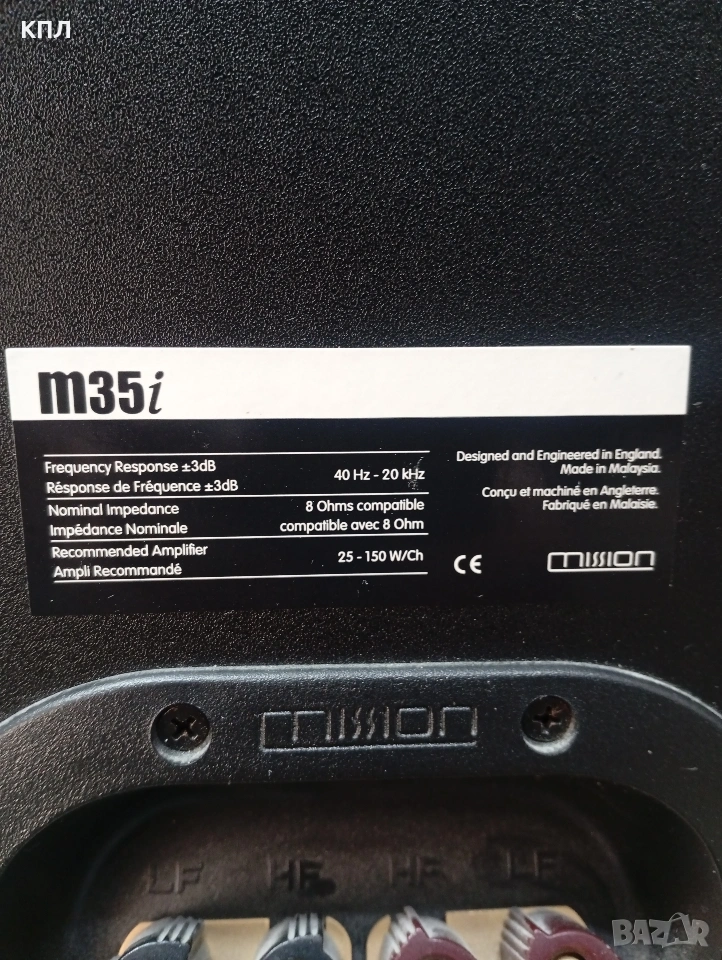 КПЛ
m35i
Frequency Response ±3dB
Résponse de Fréquence ±3dB
40 Hz - 20 kHz
Nominal Impedance
Impédance Nominale
8 Ohms compatible
compatible avec 8 Ohm
Recommended Amplifier
Ampli Recommandé
25 - 150 W/Ch
Designed and Engineered in England.
Made in Malaysia.
Conçu et machiné en Angleterre.
Fabriqué en Malaisie.
CE
mission
mission
LF HF HF LF
BAZAR